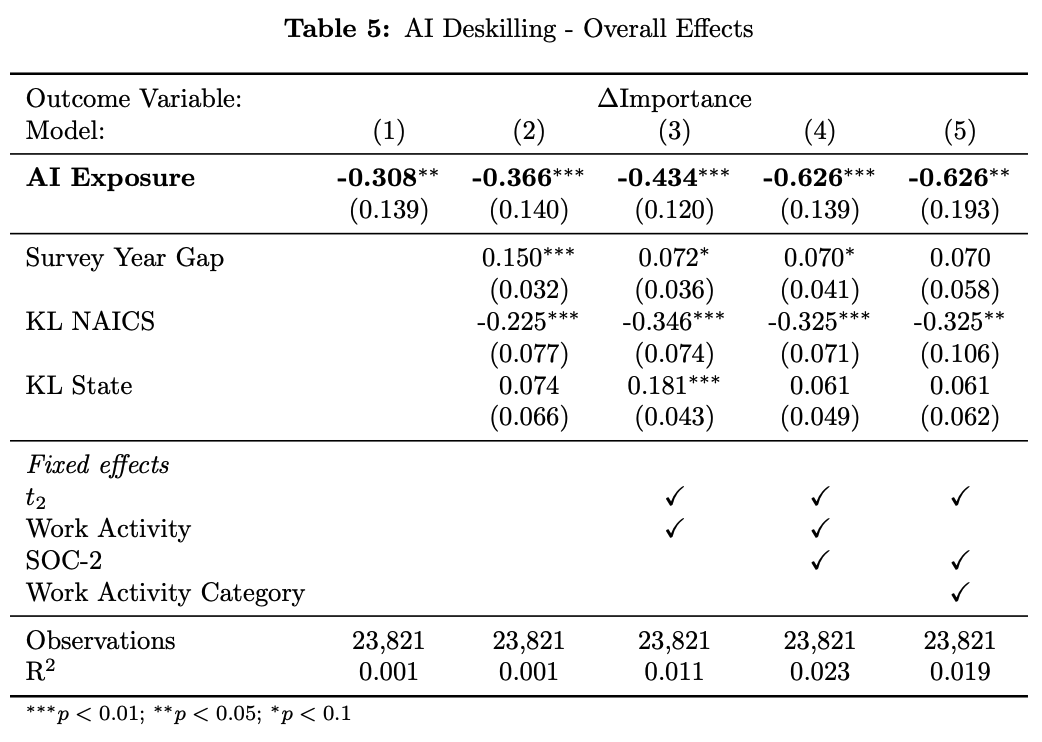 Table 5: AI Deskilling - Overall Effects
Outcome Variable: ΔImportance
Model: (1) (2) (3) (4) (5)
AI Exposure -0.308** -0.366*** -0.434*** -0.626*** -0.626**
(0.139) (0.140) (0.120) (0.139) (0.193)
Survey Year Gap 0.150*** 0.072* 0.070* 0.070
(0.032) (0.036) (0.041) (0.058)
KL NAICS -0.225*** -0.346*** -0.325*** -0.325**
(0.077) (0.074) (0.071) (0.106)
KL State 0.074 0.181*** 0.061 0.061
(0.066) (0.043) (0.049) (0.062)
Fixed effects
t₂ ✓ ✓ ✓
Work Activity ✓ ✓
SOC-2 ✓ ✓
Work Activity Category ✓
Observations 23,821 23,821 23,821 23,821 23,821
R² 0.001 0.001 0.011 0.023 0.019
***p < 0.01; **p < 0.05; *p < 0.1